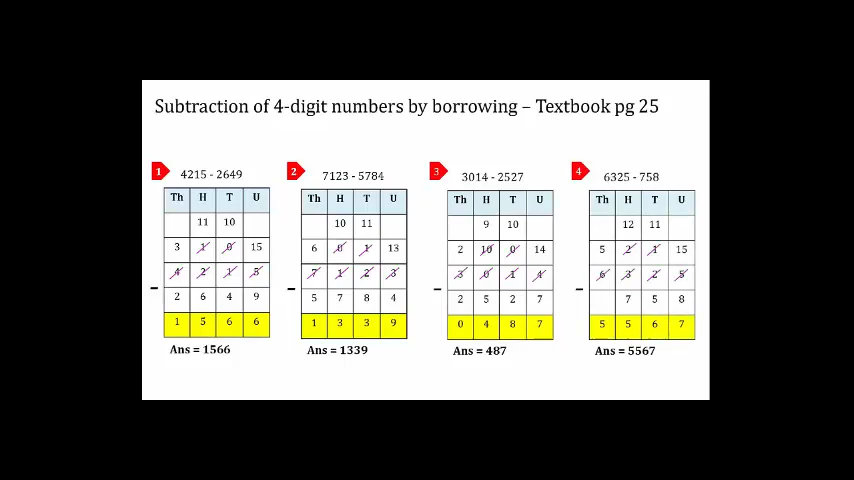 Subtraction of 4-digit numbers by borrowing – Textbook pg 25
1 4215 - 2649
Th H T U
11 10
3 1 0 15
4 2 1 5
- 2 6 4 9
1 5 6 6
Ans = 1566
2 7123 - 5784
Th H T U
10 11
6 0 1 13
7 1 2 3
- 5 7 8 4
1 3 3 9
Ans = 1339
3 3014 - 2527
Th H T U
9 10
2 10 0 14
3 0 1 4
- 2 5 2 7
0 4 8 7
Ans = 487
4 6325 - 758
Th H T U
12 11
5 2 1 15
6 3 2 5
- 7 5 8
5 5 6 7
Ans = 5567